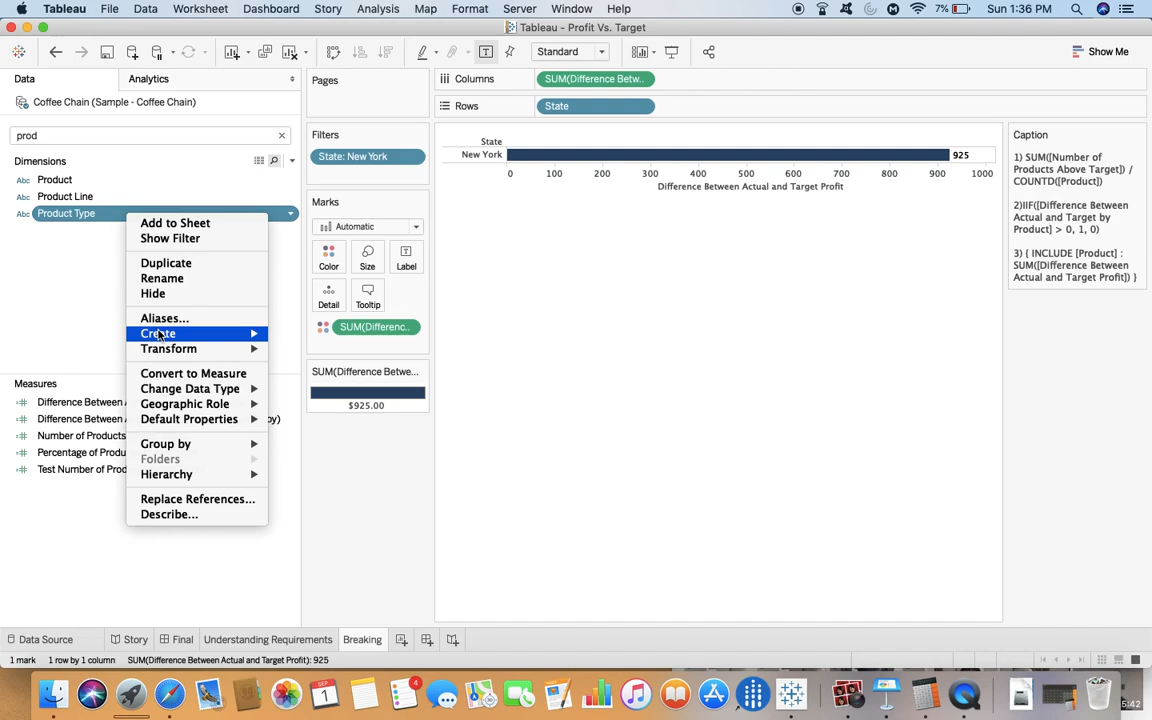 Tableau File Data Worksheet Dashboard Story Analysis Map Format Server Window Help 7% Sun 1:36 PM
Tableau - Profit Vs. Target
Standard
Show Me
Data
Analytics
Coffee Chain (Sample - Coffee Chain)
prod
Dimensions
Abc Product
Abc Product Line
Abc Product Type
Add to Sheet
Show Filter
Duplicate
Rename
Hide
Aliases...
Create
Transform
Convert to Measure
Change Data Type
Geographic Role
Default Properties
Group by
Folders
Hierarchy
Replace References...
Describe...
Measures
Difference Between
Difference Between
Number of Products
Percentage of Produ
Test Number of Prod
Pages
Filters
State: New York
Marks
Automatic
Color
Size
Label
Detail
Tooltip
SUM(Differenc..
SUM(Difference Betwe...
$925.00
Columns
SUM(Difference Betw..
Rows
State
State
New York
925
0 100 200 300 400 500 600 700 800 900 1000
Difference Between Actual and Target Profit
Caption
1) SUM([Number of
Products Above Target]) /
COUNTD([Product])
2)IIF([Difference Between
Actual and Target by
Product] > 0, 1, 0)
3) { INCLUDE [Product] :
SUM([Difference Between
Actual and Target Profit]) }
Data Source
Story
Final
Understanding Requirements
Breaking
1 mark 1 row by 1 column SUM(Difference Between Actual and Target Profit): 925
SEP
1
4
5:42